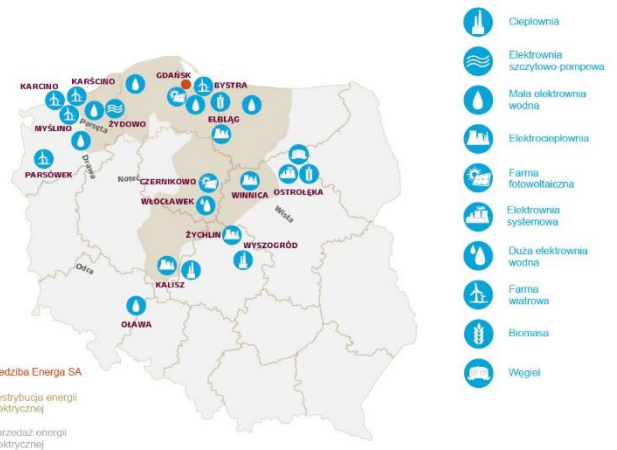 GDAŃSK
KARŚCINO
BYSTRA
KARCINO
ELBLĄG
ŻYDOWO
MYŚLINO
Parsęta
Drawa
PARSÓWEK
Noteć
CZERNIKOWO
WINNICA
OSTROŁĘKA
WŁOCŁAWEK
Wisła
ŻYCHLIN
WYSZOGRÓD
Odra
KALISZ
OŁAWA
edziba Energa SA
ystrybucja energii
ektrycznej
przedaż energii
ektrycznej
Ciepłownia
Elektrownia
szczytowo-pompowa
Mała elektrownia
wodna
Elektrociepłownia
Farma
fotowoltaiczna
Elektrownia
systemowa
Duża elektrownia
wodna
Farma
wiatrowa
Biomasa
Węgiel